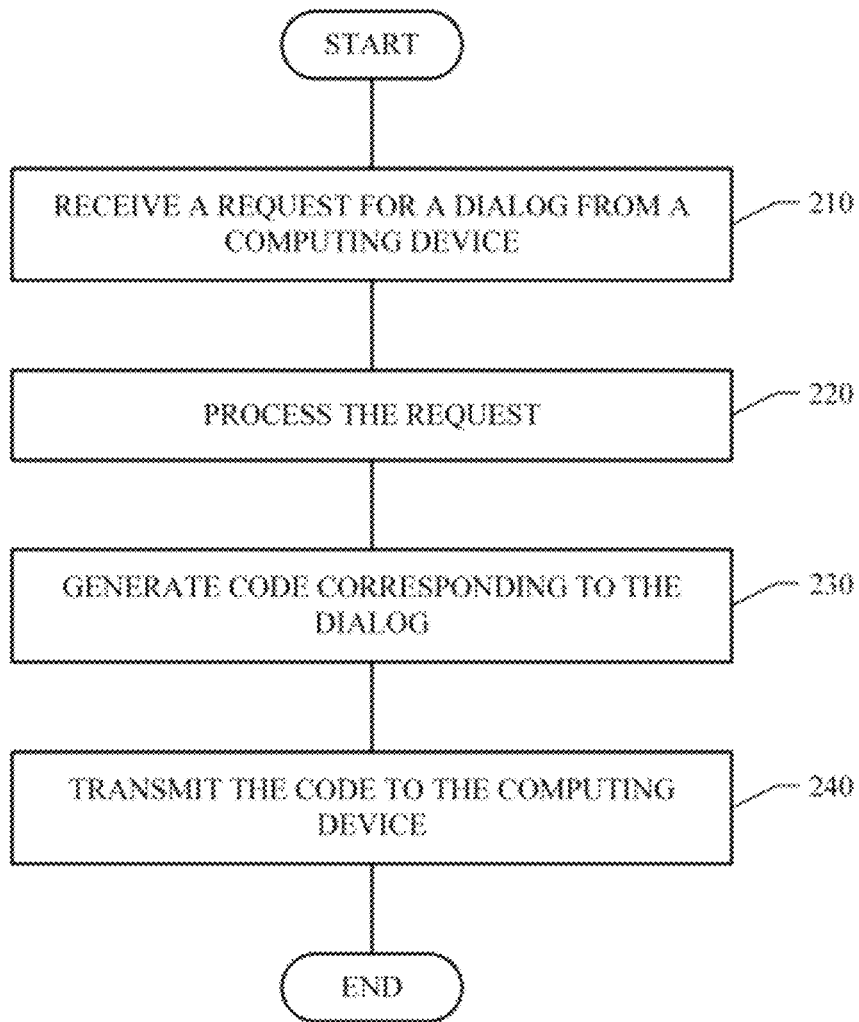 START
RECEIVE A REQUEST FOR A DIALOG FROM A
COMPUTING DEVICE
210
PROCESS THE REQUEST
220
GENERATE CODE CORRESPONDING TO THE
DIALOG
230
TRANSMIT THE CODE TO THE COMPUTING
DEVICE
240
END